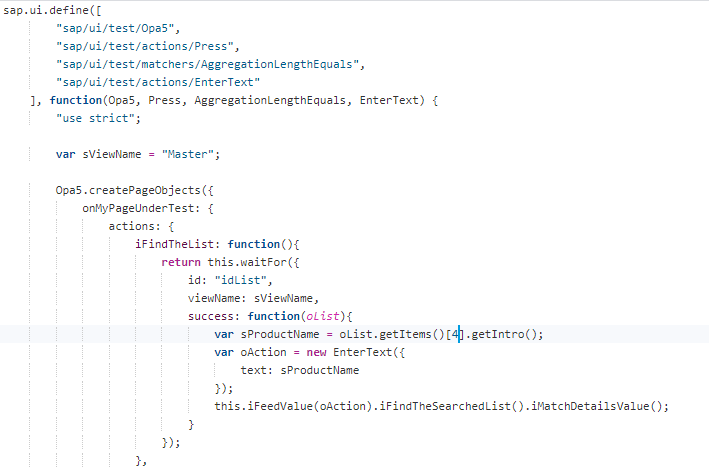 sap.ui.define([
"sap/ui/test/Opa5",
"sap/ui/test/actions/Press",
"sap/ui/test/matchers/AggregationLengthEquals",
"sap/ui/test/actions/EnterText"
], function(Opa5, Press, AggregationLengthEquals, EnterText) {
"use strict";
var sViewName = "Master";
Opa5.createPageObjects({
onMyPageUnderTest: {
actions: {
iFindTheList: function(){
return this.waitFor({
id: "idList",
viewName: sViewName,
success: function(oList){
var sProductName = oList.getItems()[4].getIntro();
var oAction = new EnterText({
text: sProductName
});
this.iFeedValue(oAction).iFindTheSearchedList().iMatchDetailsValue();
}
});
},